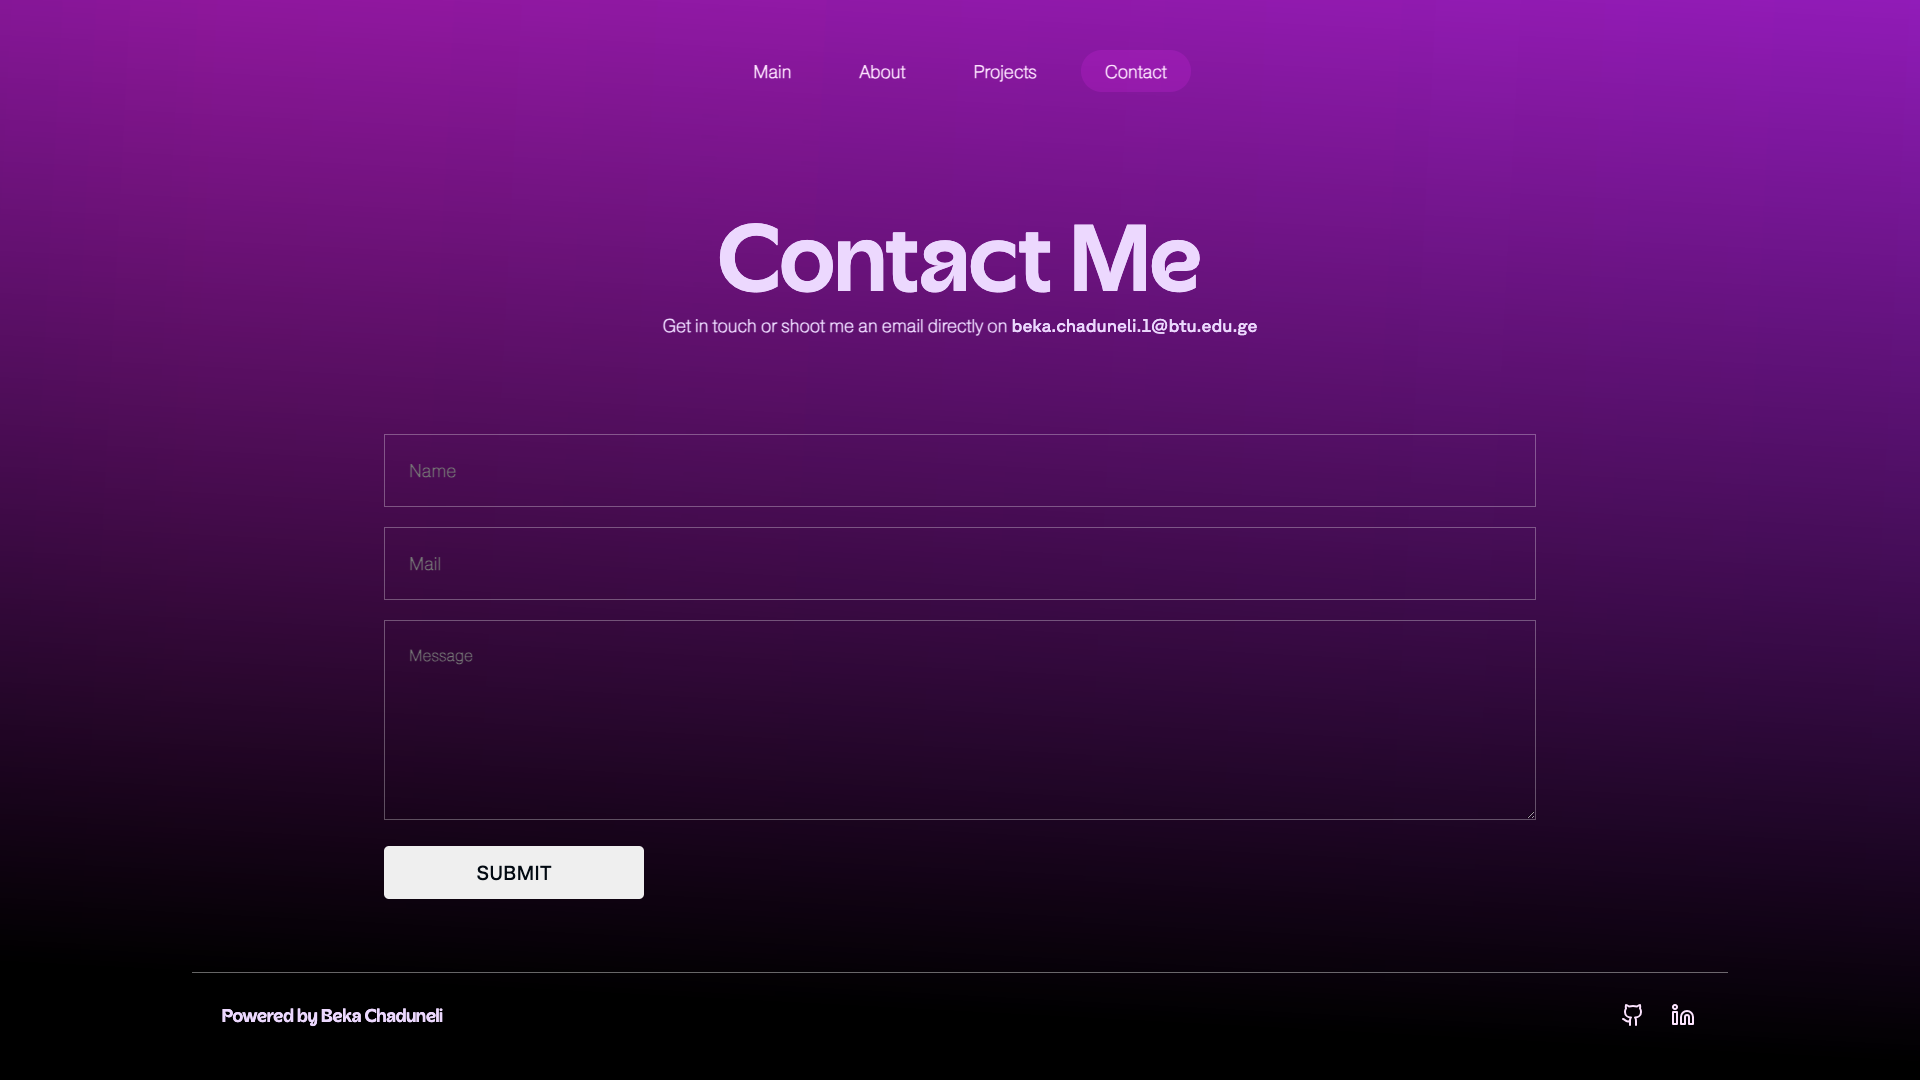 Main About Projects Contact
Contact Me
Get in touch or shoot me an email directly on beka.chaduneli.1@btu.edu.ge
Name
Mail
Message
SUBMIT
Powered by Beka Chaduneli